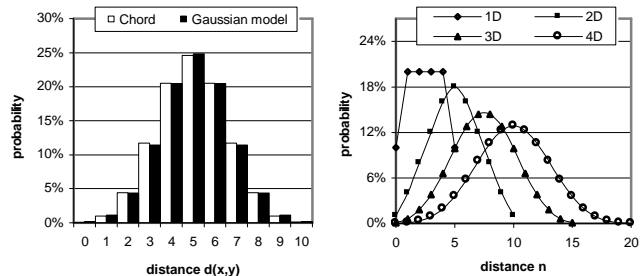 Chord Gaussian model
30%
25%
20%
15%
10%
5%
0%
probability
0 1 2 3 4 5 6 7 8 9 10
distance d(x,y)
1D 2D
3D 4D
24%
18%
12%
6%
0%
probability
0 5 10 15 20
distance n